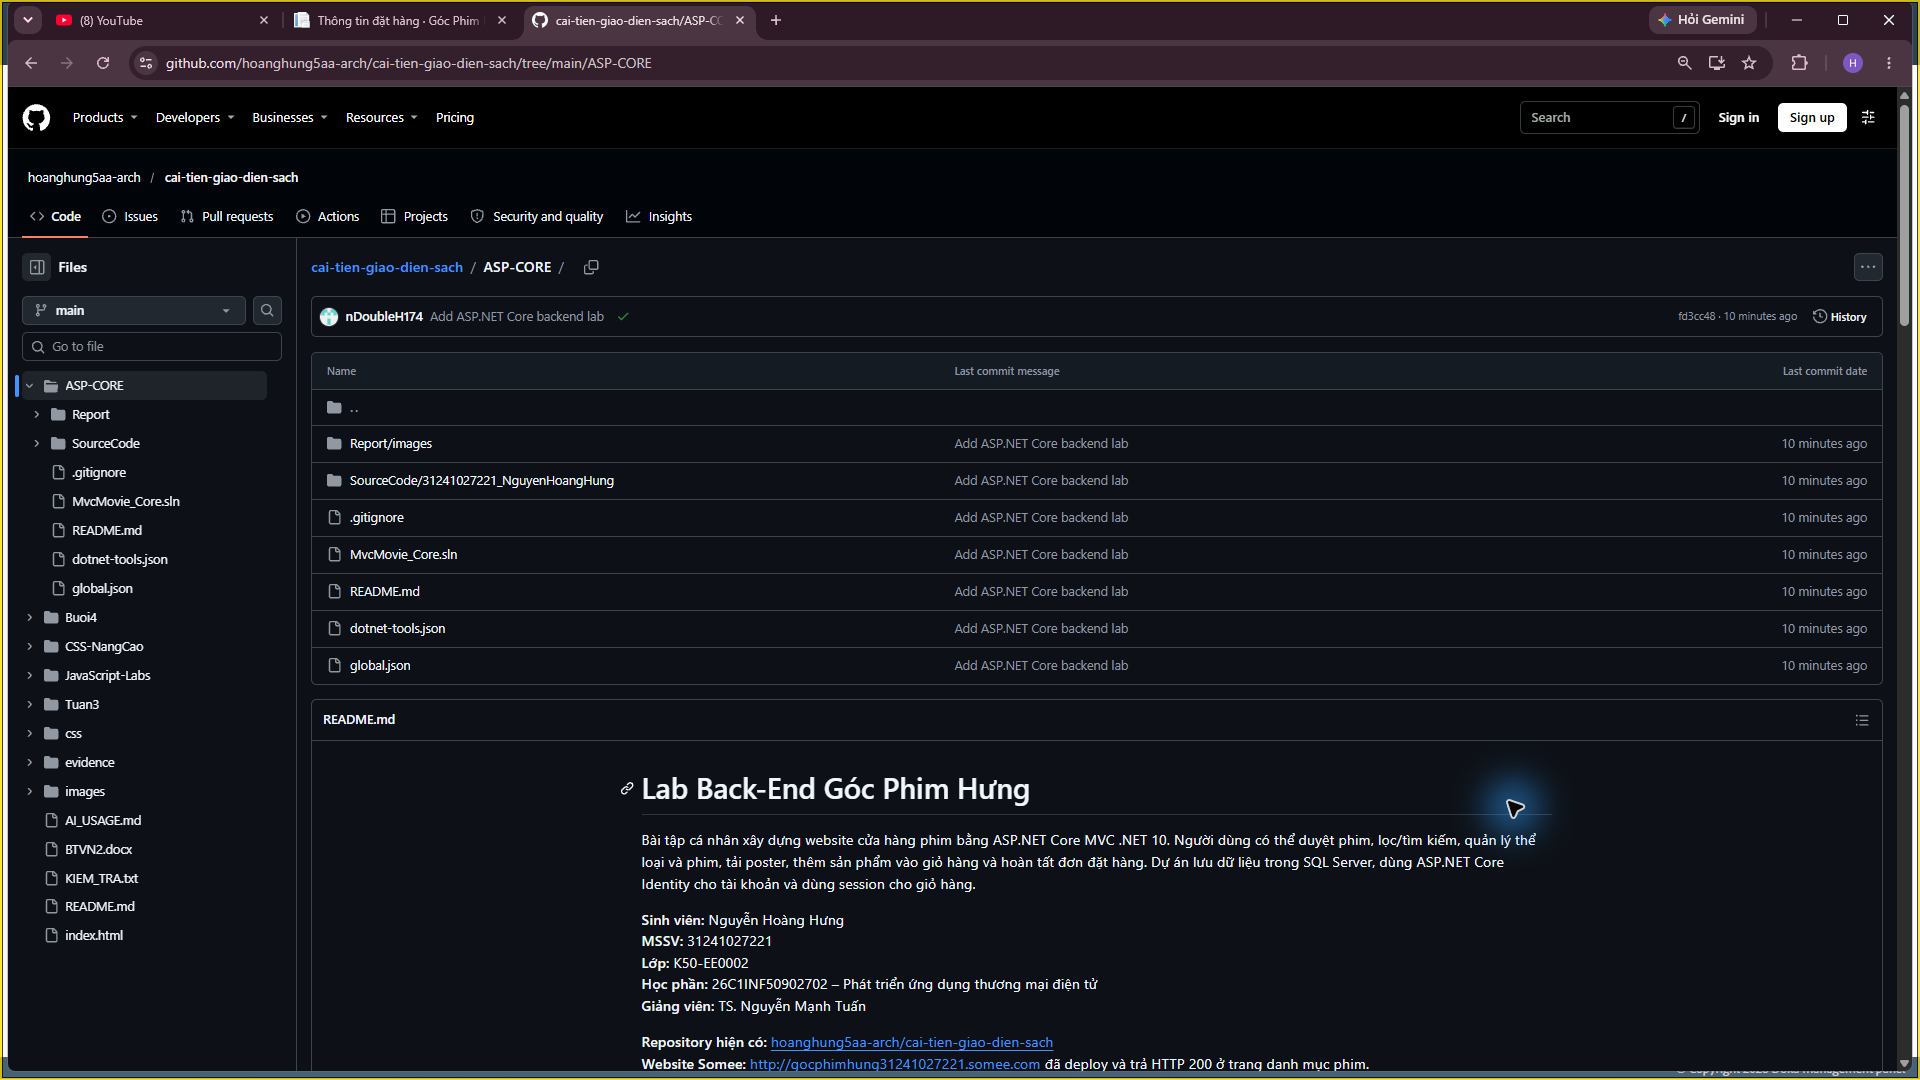 (8) YouTube
Thông tin đặt hàng · Góc Phim
cai-tien-giao-dien-sach/ASP-CO
Hỏi Gemini
github.com/hoanghung5aa-arch/cai-tien-giao-dien-sach/tree/main/ASP-CORE
H
Products
Developers
Businesses
Resources
Pricing
Search
/
Sign in
Sign up
hoanghung5aa-arch / cai-tien-giao-dien-sach
Code
Issues
Pull requests
Actions
Projects
Security and quality
Insights
Files
main
Go to file
ASP-CORE
Report
SourceCode
.gitignore
MvcMovie_Core.sln
README.md
dotnet-tools.json
global.json
Buoi4
CSS-NangCao
JavaScript-Labs
Tuan3
css
evidence
images
AI_USAGE.md
BTVN2.docx
KIEM_TRA.txt
README.md
index.html
cai-tien-giao-dien-sach / ASP-CORE /
nDoubleH174 Add ASP.NET Core backend lab
fd3cc48 · 10 minutes ago
History
Name Last commit message Last commit date
..
Report/images Add ASP.NET Core backend lab 10 minutes ago
SourceCode/31241027221_NguyenHoangHung Add ASP.NET Core backend lab 10 minutes ago
.gitignore Add ASP.NET Core backend lab 10 minutes ago
MvcMovie_Core.sln Add ASP.NET Core backend lab 10 minutes ago
README.md Add ASP.NET Core backend lab 10 minutes ago
dotnet-tools.json Add ASP.NET Core backend lab 10 minutes ago
global.json Add ASP.NET Core backend lab 10 minutes ago
README.md
Lab Back-End Góc Phim Hưng
Bài tập cá nhân xây dựng website cửa hàng phim bằng ASP.NET Core MVC .NET 10. Người dùng có thể duyệt phim, lọc/tìm kiếm, quản lý thể
loại và phim, tải poster, thêm sản phẩm vào giỏ hàng và hoàn tất đơn đặt hàng. Dự án lưu dữ liệu trong SQL Server, dùng ASP.NET Core
Identity cho tài khoản và dùng session cho giỏ hàng.
Sinh viên: Nguyễn Hoàng Hưng
MSSV: 31241027221
Lớp: K50-EE0002
Học phần: 26C1INF50902702 – Phát triển ứng dụng thương mại điện tử
Giảng viên: TS. Nguyễn Mạnh Tuấn
Repository hiện có: hoanghung5aa-arch/cai-tien-giao-dien-sach
Website Somee: http://gocphimhung31241027221.somee.com đã deploy và trả HTTP 200 ở trang danh mục phim.